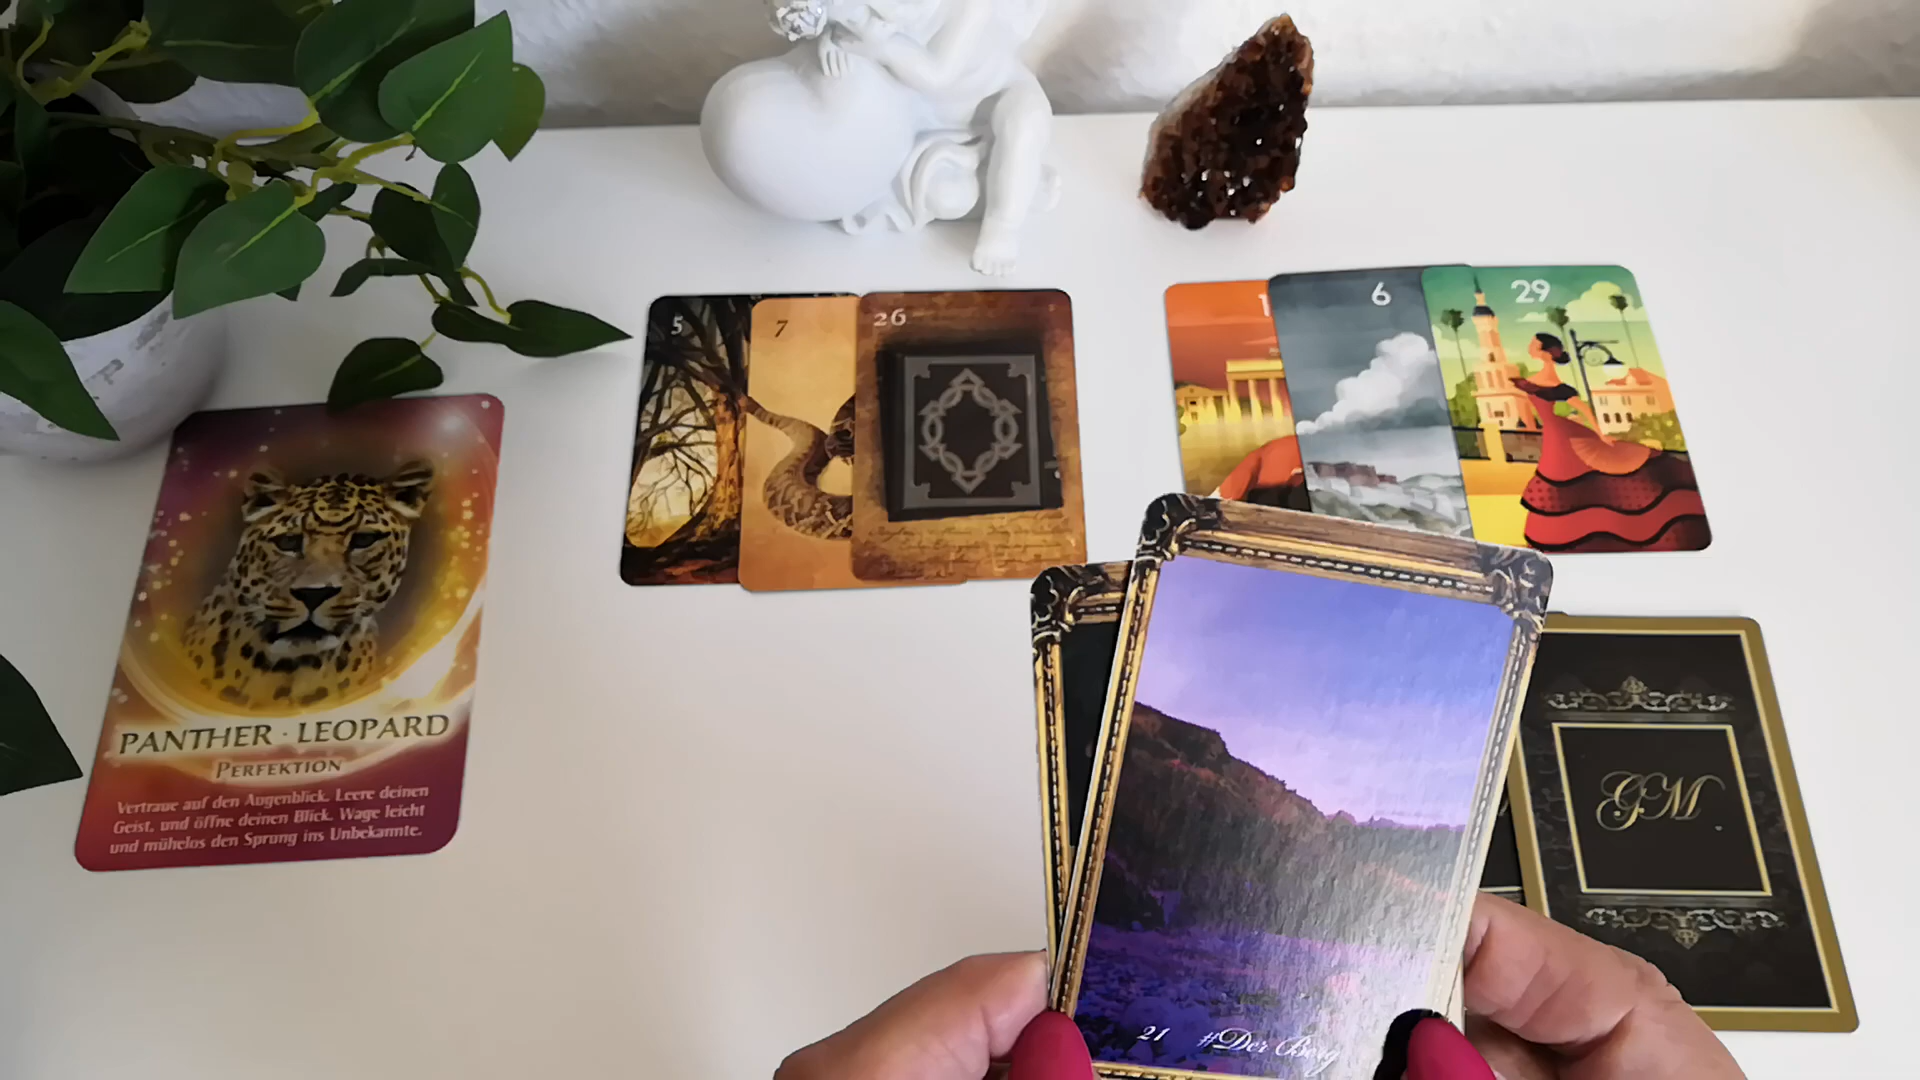 5
7
26
6
29
PANTHER · LEOPARD
PERFEKTION
Vertraue auf den Augenblick. Leere deinen
Geist, und öffne deinen Blick. Wage leicht
und mühelos den Sprung ins Unbekannte.
GM
21 #Der Berg